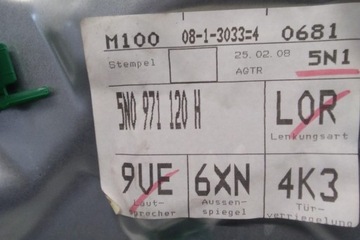 M100 08-1-3033=4 0681
Stempel 25.02.08 5N1
AGTR
5N0 971 120 H LOR
Lenkungsart
9UE 6XN 4K3
Laut- Aussen- Tür-
sprecher spiegel verriegelung